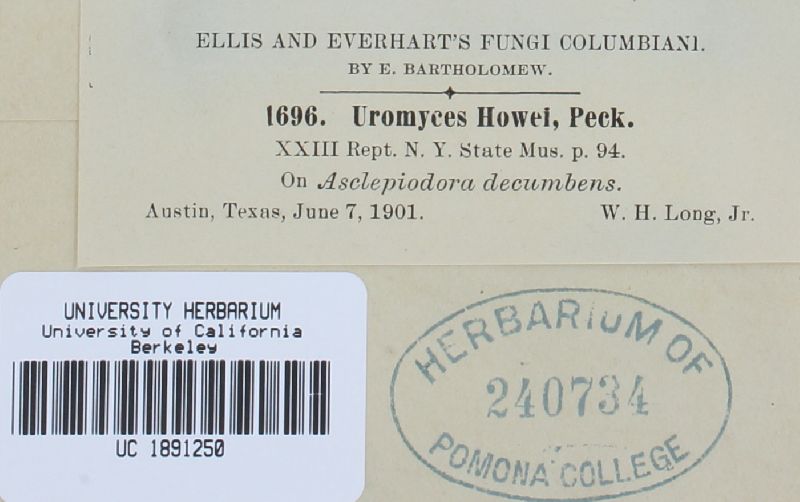 ELLIS AND EVERHART'S FUNGI COLUMBIANI.
BY E. BARTHOLOMEW.
1696. Uromyces Howei, Peck.
XXIII Rept. N. Y. State Mus. p. 94.
On Asclepiodora decumbens.
Austin, Texas, June 7, 1901. W. H. Long, Jr.
UNIVERSITY HERBARIUM
University of California
Berkeley
UC 1891250
HERBARIUM OF
240734
POMONA COLLEGE